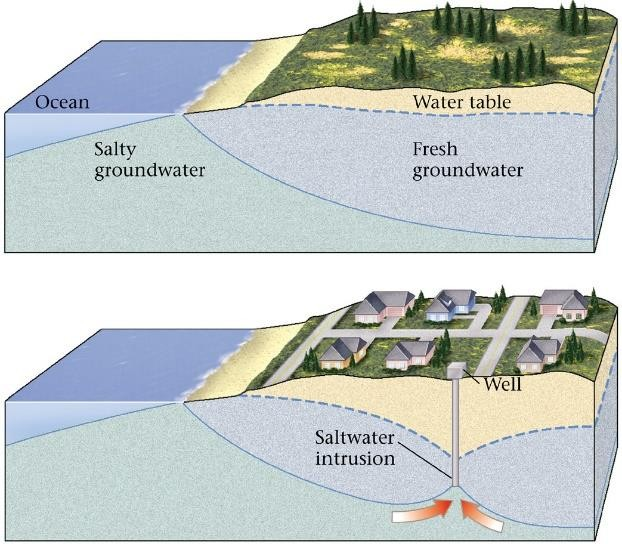 Ocean
Water table
Salty
groundwater
Fresh
groundwater
Well
Saltwater
intrusion